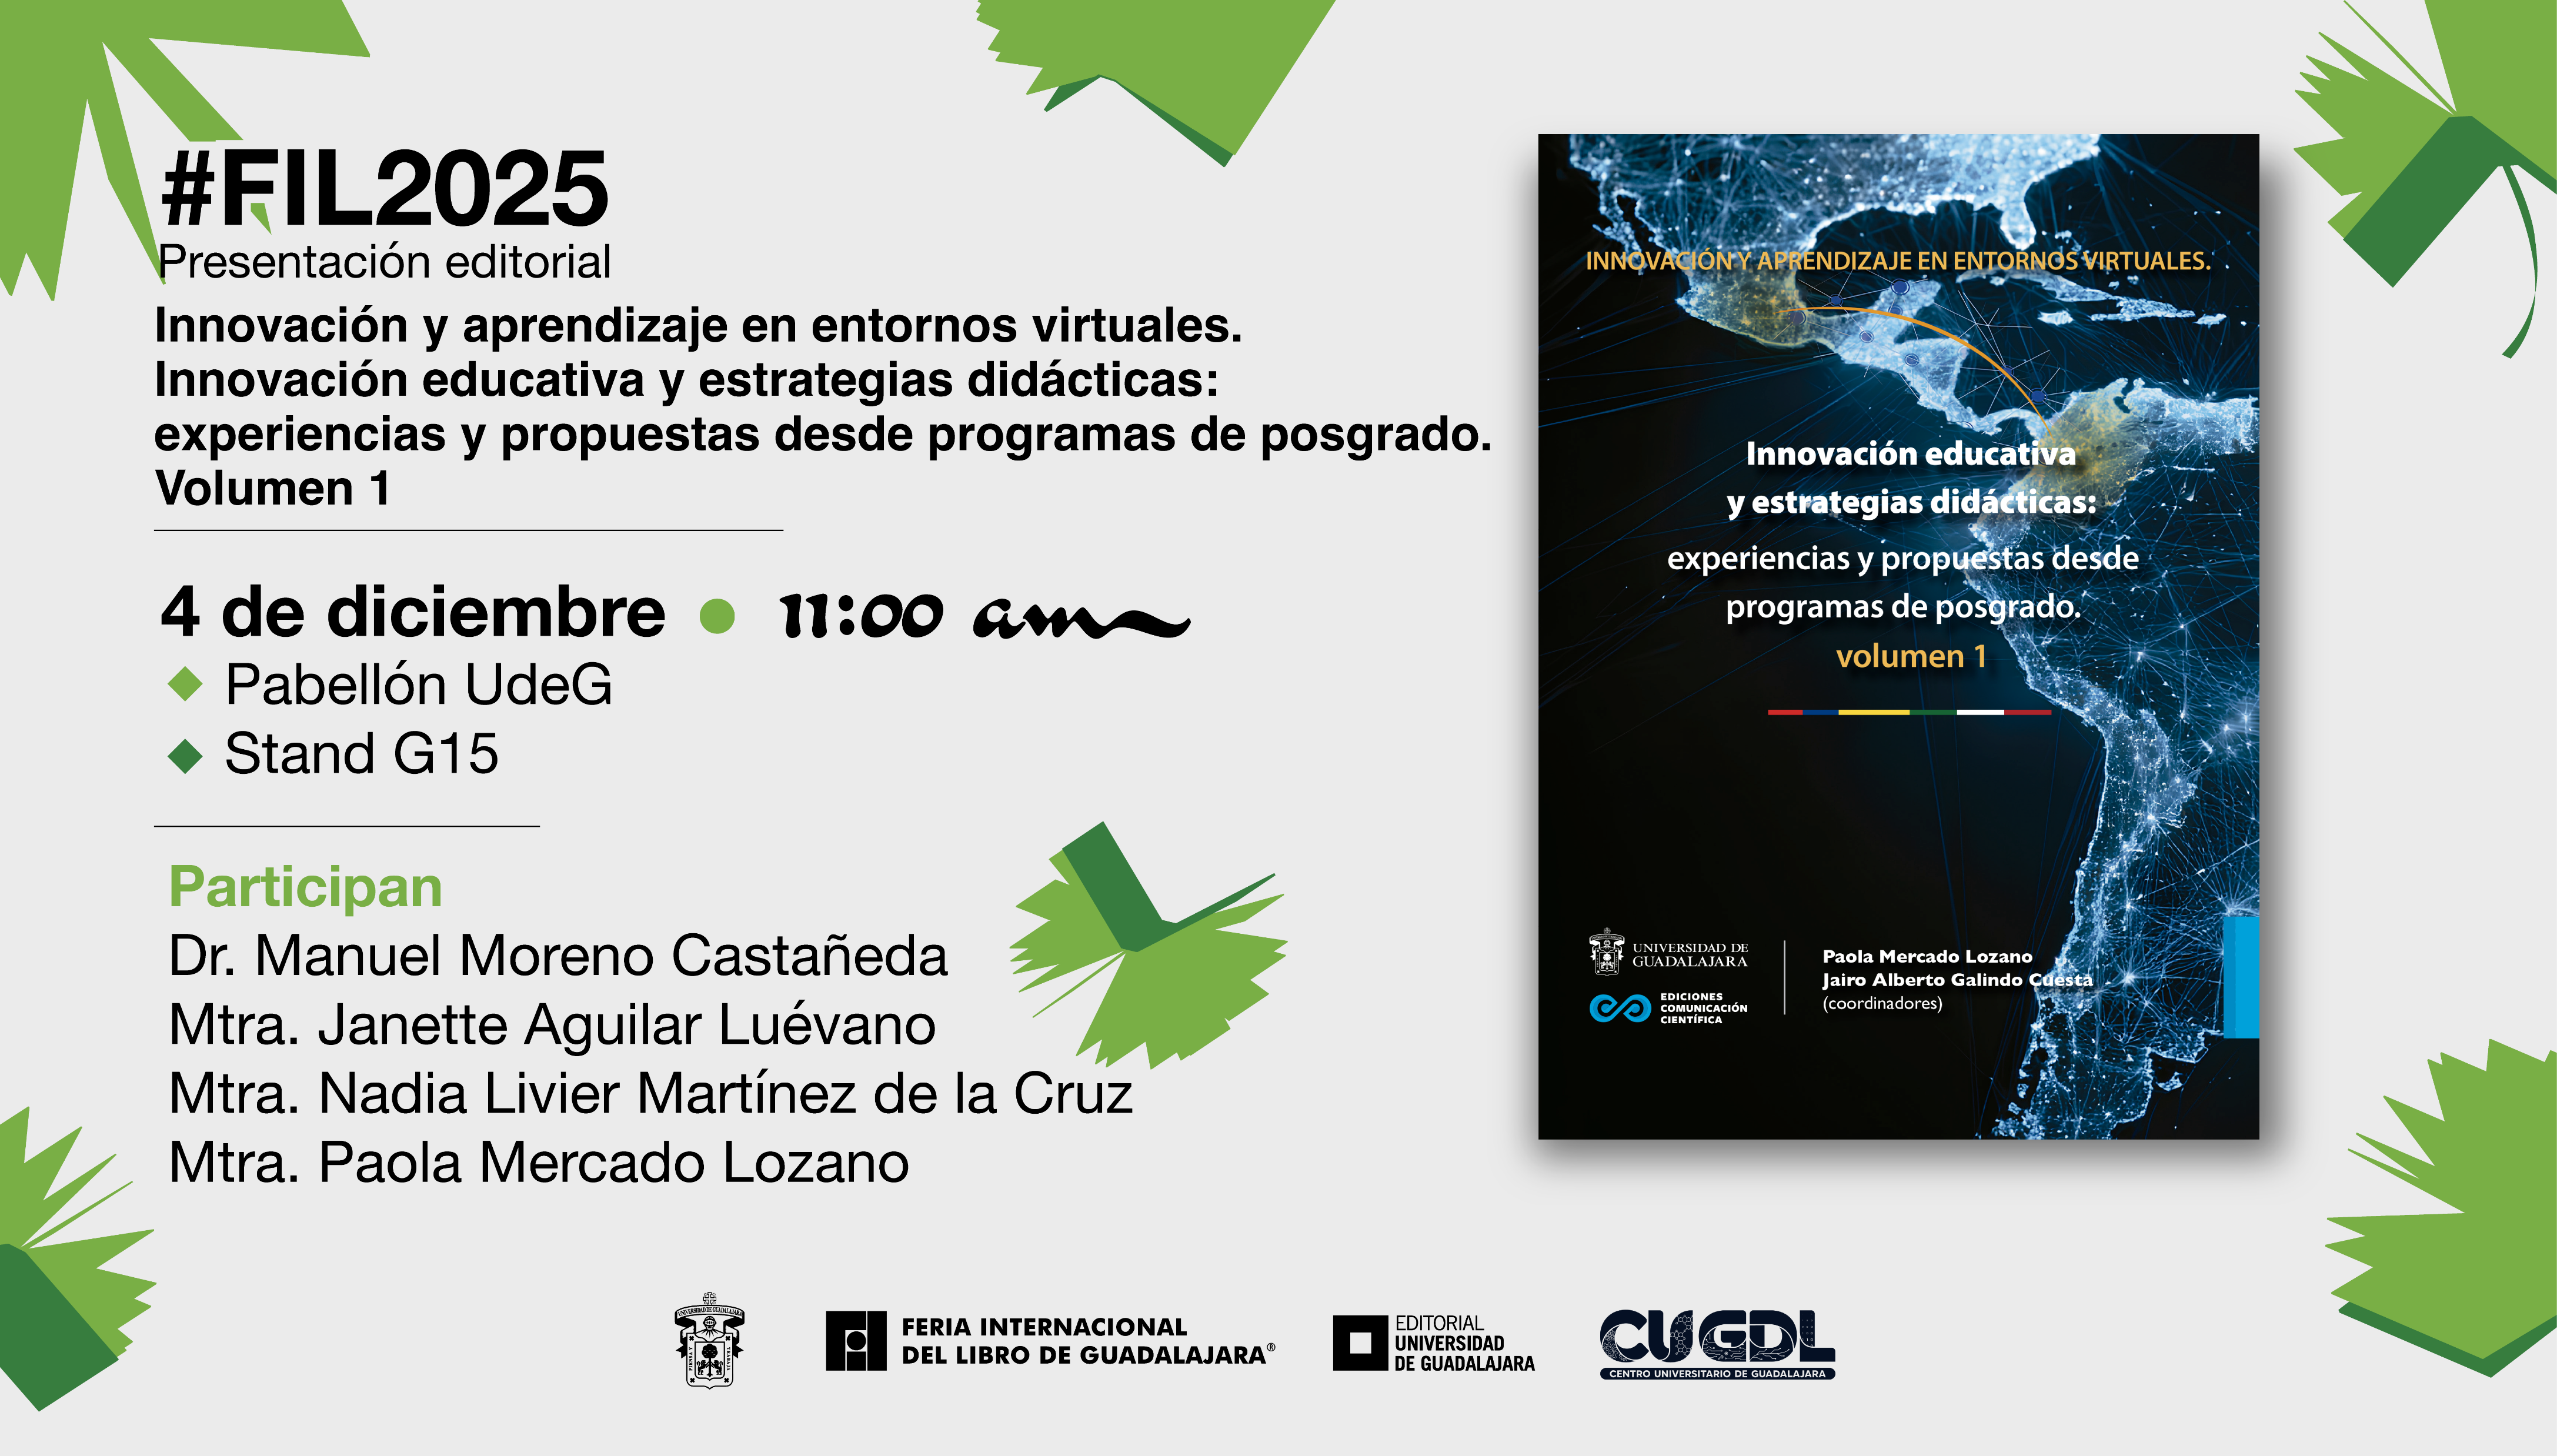 #FIL2025
Presentación editorial
Innovación y aprendizaje en entornos virtuales.
Innovación educativa y estrategias didácticas:
experiencias y propuestas desde programas de posgrado.
Volumen 1
4 de diciembre • 11:00 am
Pabellón UdeG
Stand G15
Participan
Dr. Manuel Moreno Castañeda
Mtra. Janette Aguilar Luévano
Mtra. Nadia Livier Martínez de la Cruz
Mtra. Paola Mercado Lozano
INNOVACIÓN Y APRENDIZAJE EN ENTORNOS VIRTUALES.
Innovación educativa
y estrategias didácticas:
experiencias y propuestas desde
programas de posgrado.
volumen 1
UNIVERSIDAD DE
GUADALAJARA
EDICIONES
COMUNICACIÓN
CIENTÍFICA
Paola Mercado Lozano
Jairo Alberto Galindo Cuesta
(coordinadores)
UNIVERSIDAD DE GUADALAJARA
PIENSA Y TRABAJA
FERIA INTERNACIONAL
DEL LIBRO DE GUADALAJARA®
EDITORIAL
UNIVERSIDAD
DE GUADALAJARA
CUGDL
CENTRO UNIVERSITARIO DE GUADALAJARA